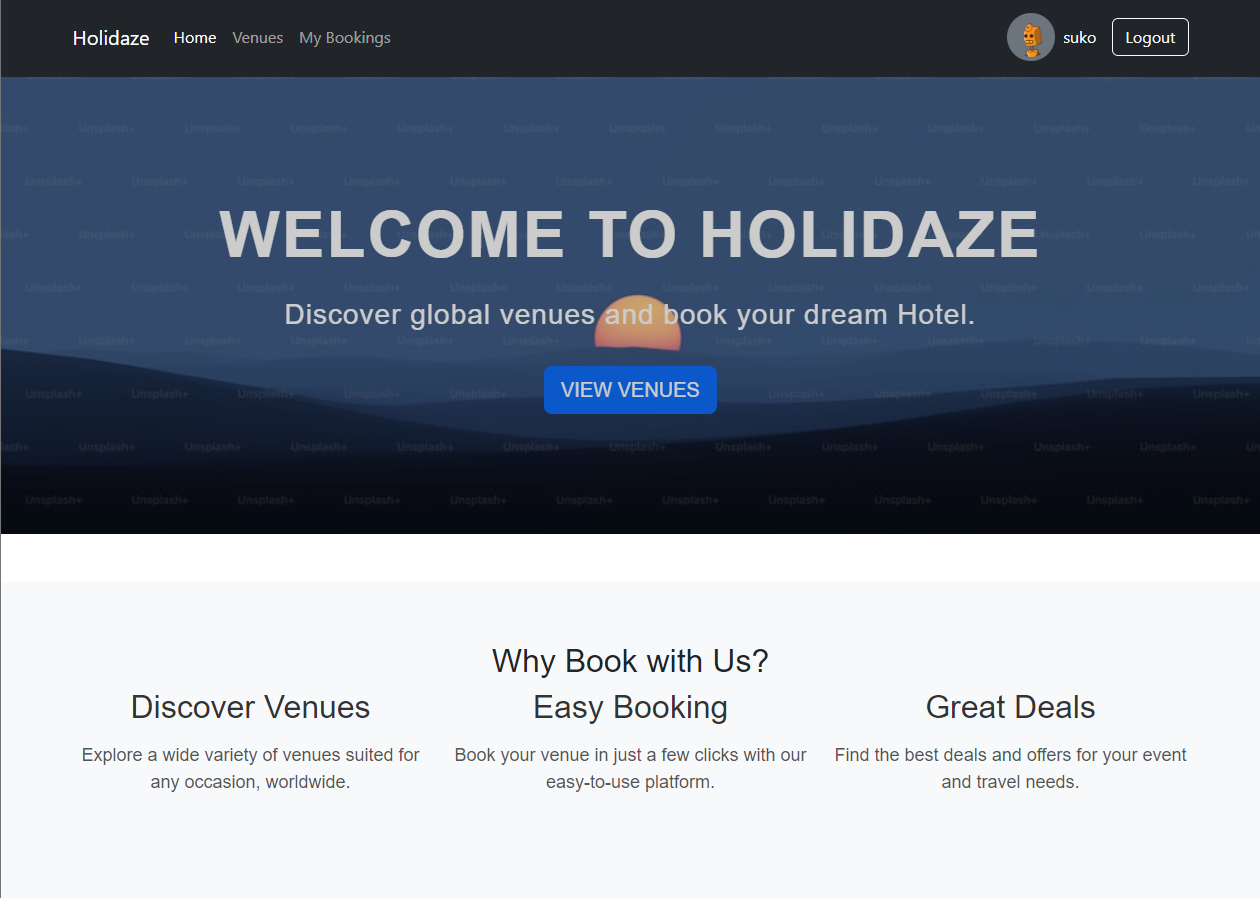 Holidaze Home Venues My Bookings suko Logout
Unsplash+
WELCOME TO HOLIDAZE
Discover global venues and book your dream Hotel.
VIEW VENUES
Why Book with Us?
Discover Venues
Explore a wide variety of venues suited for
any occasion, worldwide.
Easy Booking
Book your venue in just a few clicks with our
easy-to-use platform.
Great Deals
Find the best deals and offers for your event
and travel needs.